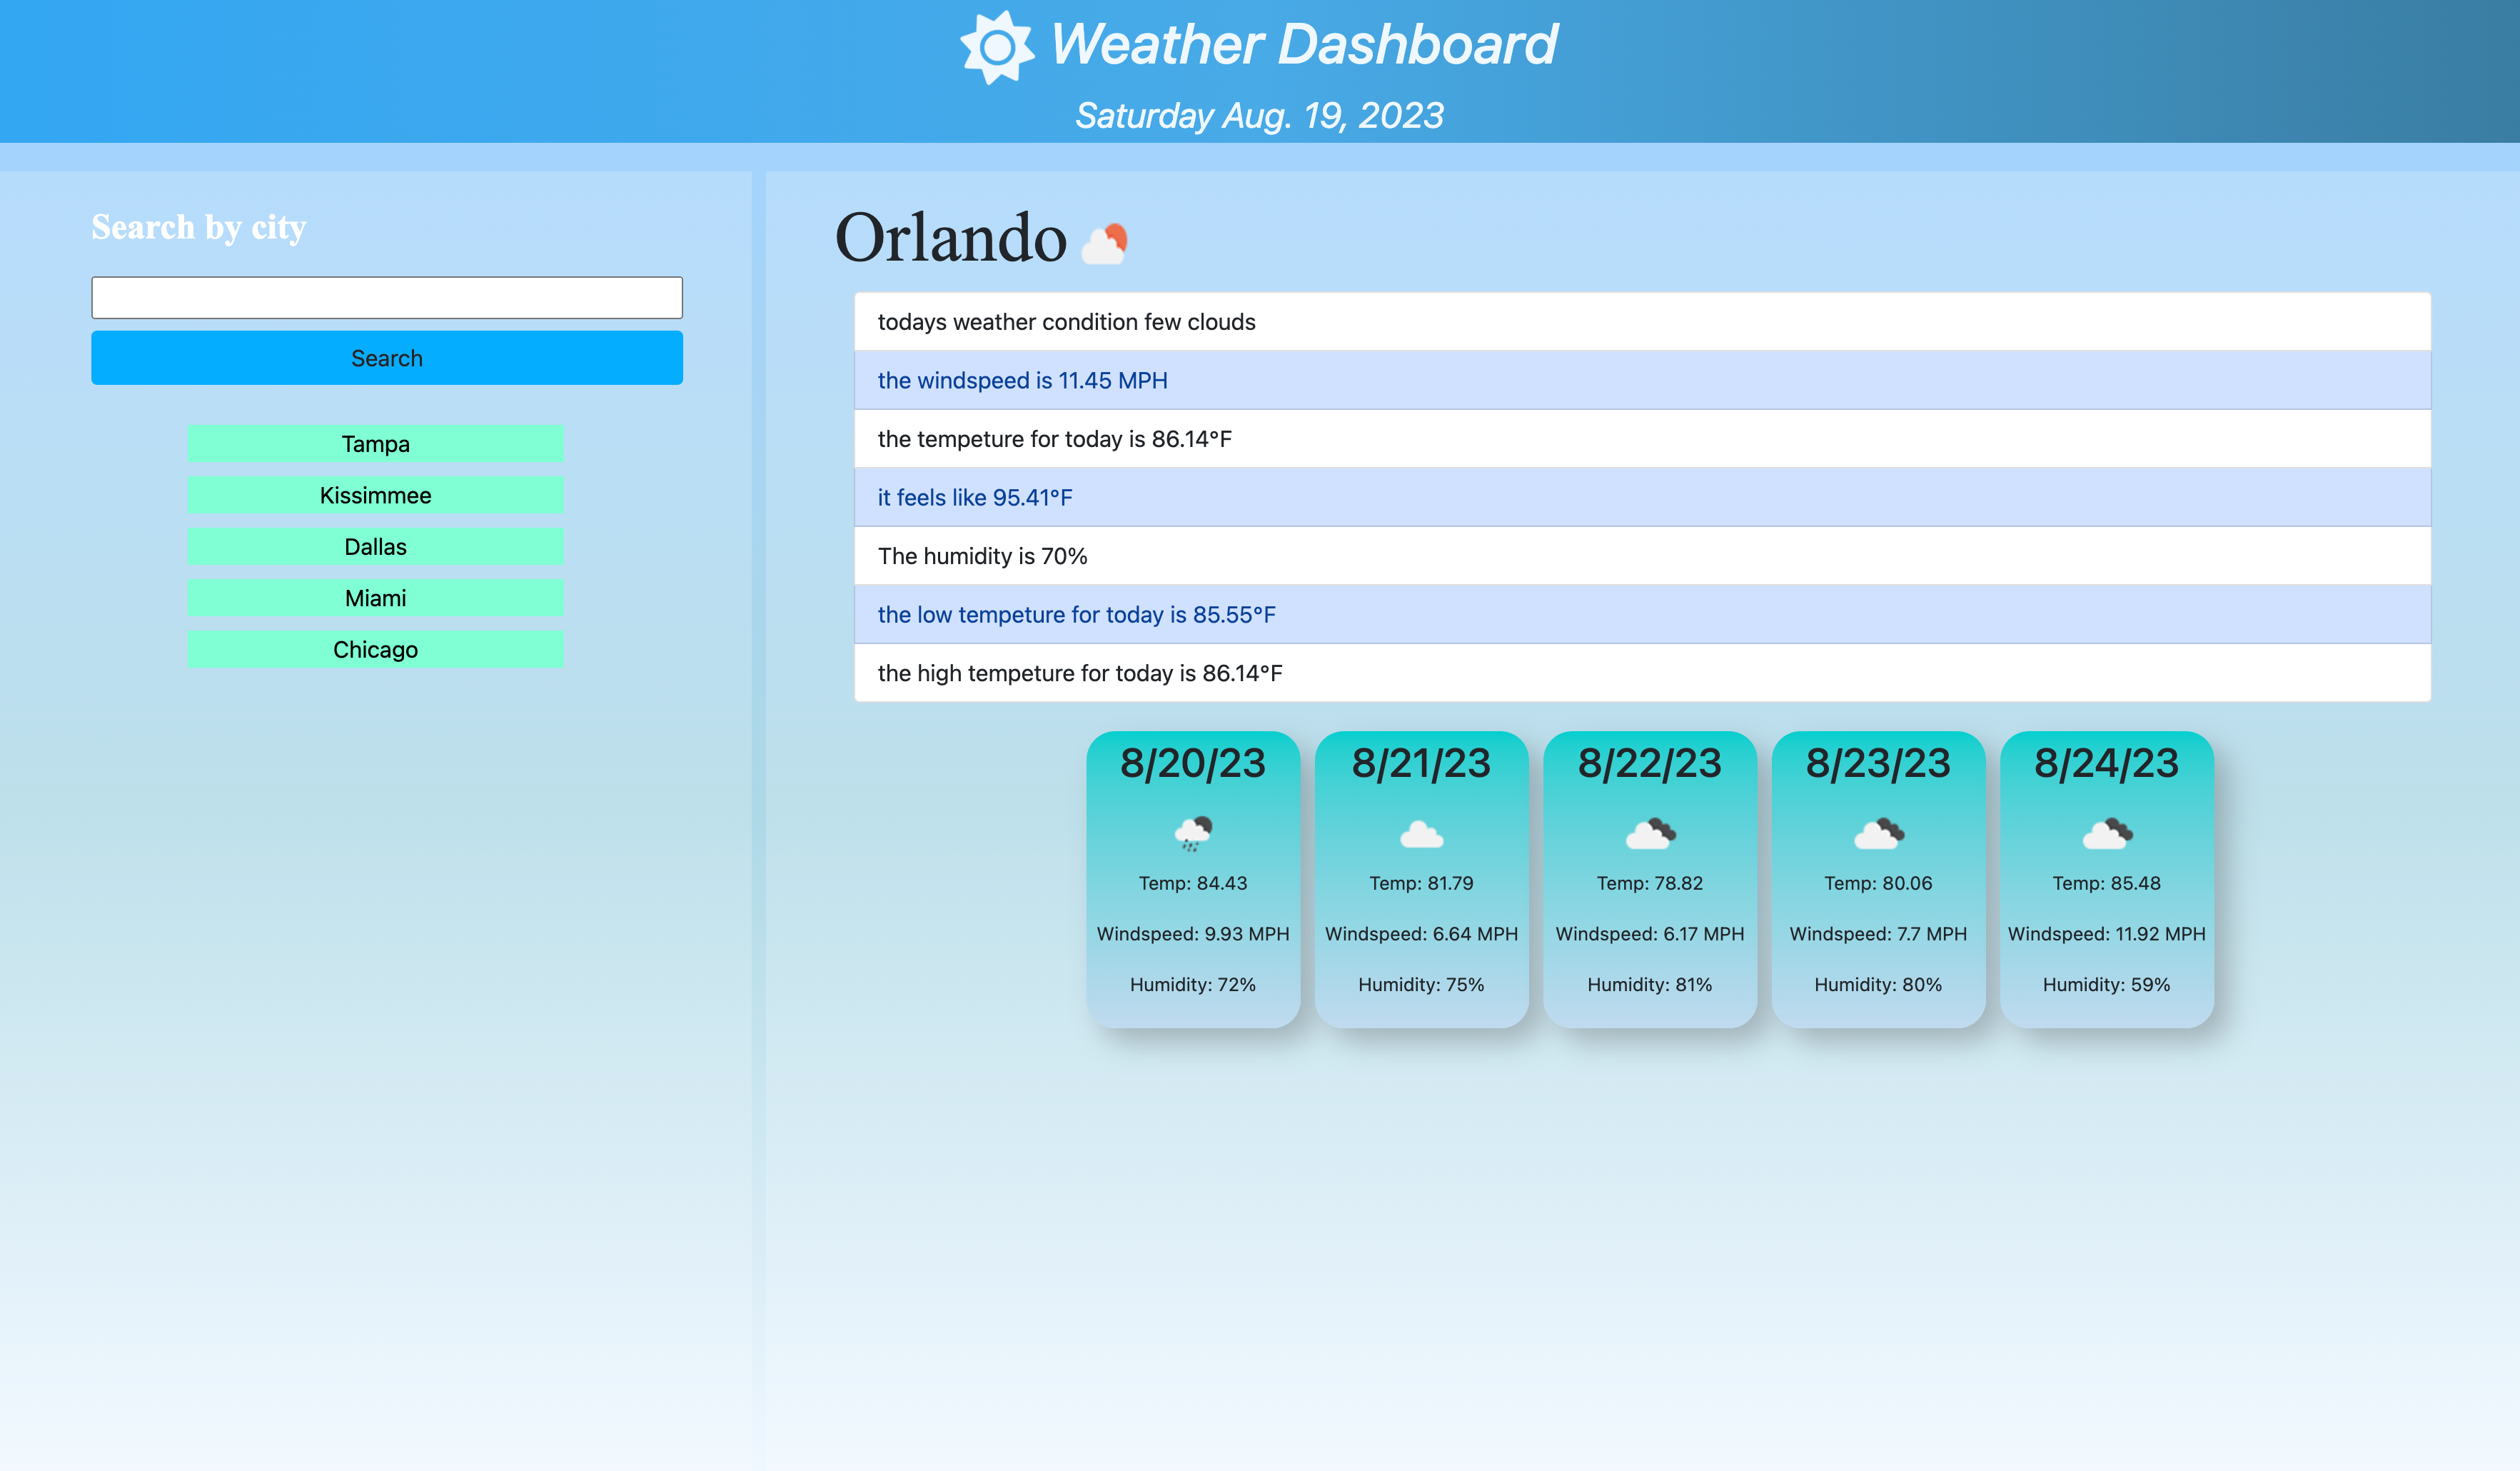 Weather Dashboard
Saturday Aug. 19, 2023
Search by city
Search
Tampa
Kissimmee
Dallas
Miami
Chicago
Orlando
todays weather condition few clouds
the windspeed is 11.45 MPH
the tempeture for today is 86.14°F
it feels like 95.41°F
The humidity is 70%
the low tempeture for today is 85.55°F
the high tempeture for today is 86.14°F
8/20/23
Temp: 84.43
Windspeed: 9.93 MPH
Humidity: 72%
8/21/23
Temp: 81.79
Windspeed: 6.64 MPH
Humidity: 75%
8/22/23
Temp: 78.82
Windspeed: 6.17 MPH
Humidity: 81%
8/23/23
Temp: 80.06
Windspeed: 7.7 MPH
Humidity: 80%
8/24/23
Temp: 85.48
Windspeed: 11.92 MPH
Humidity: 59%